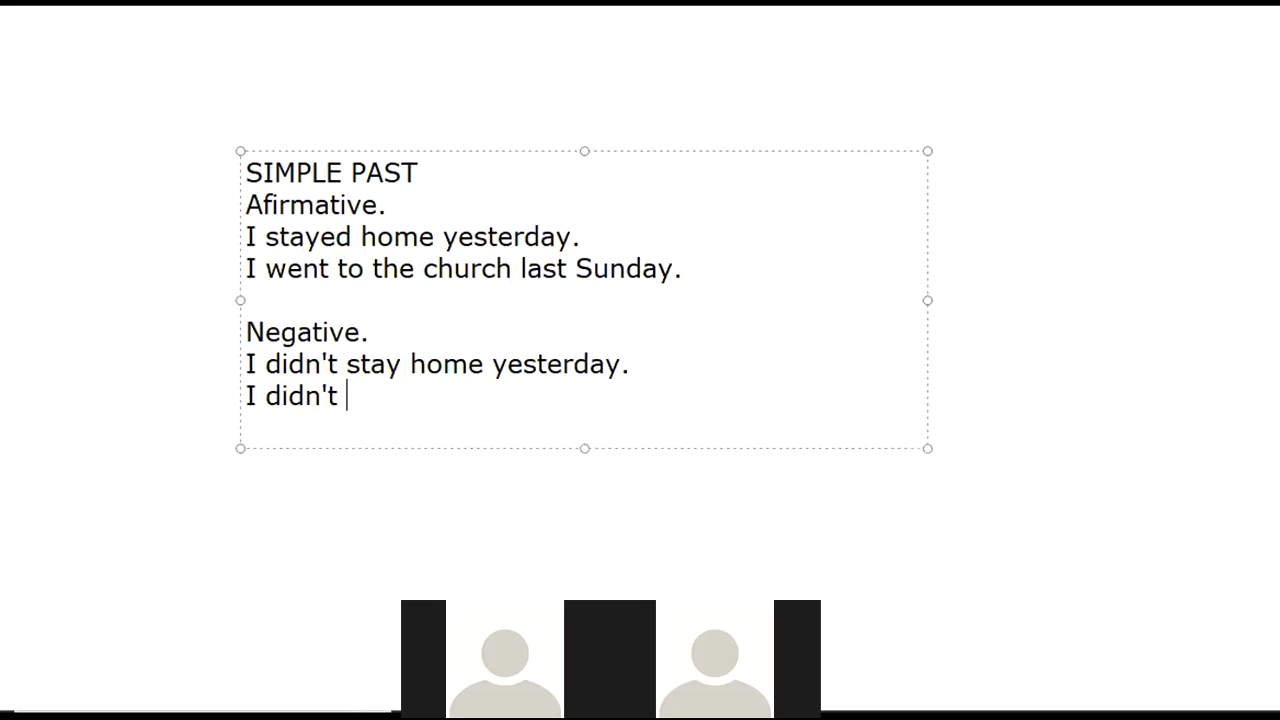 SIMPLE PAST
Afirmative.
I stayed home yesterday.
I went to the church last Sunday.
Negative.
I didn't stay home yesterday.
I didn't